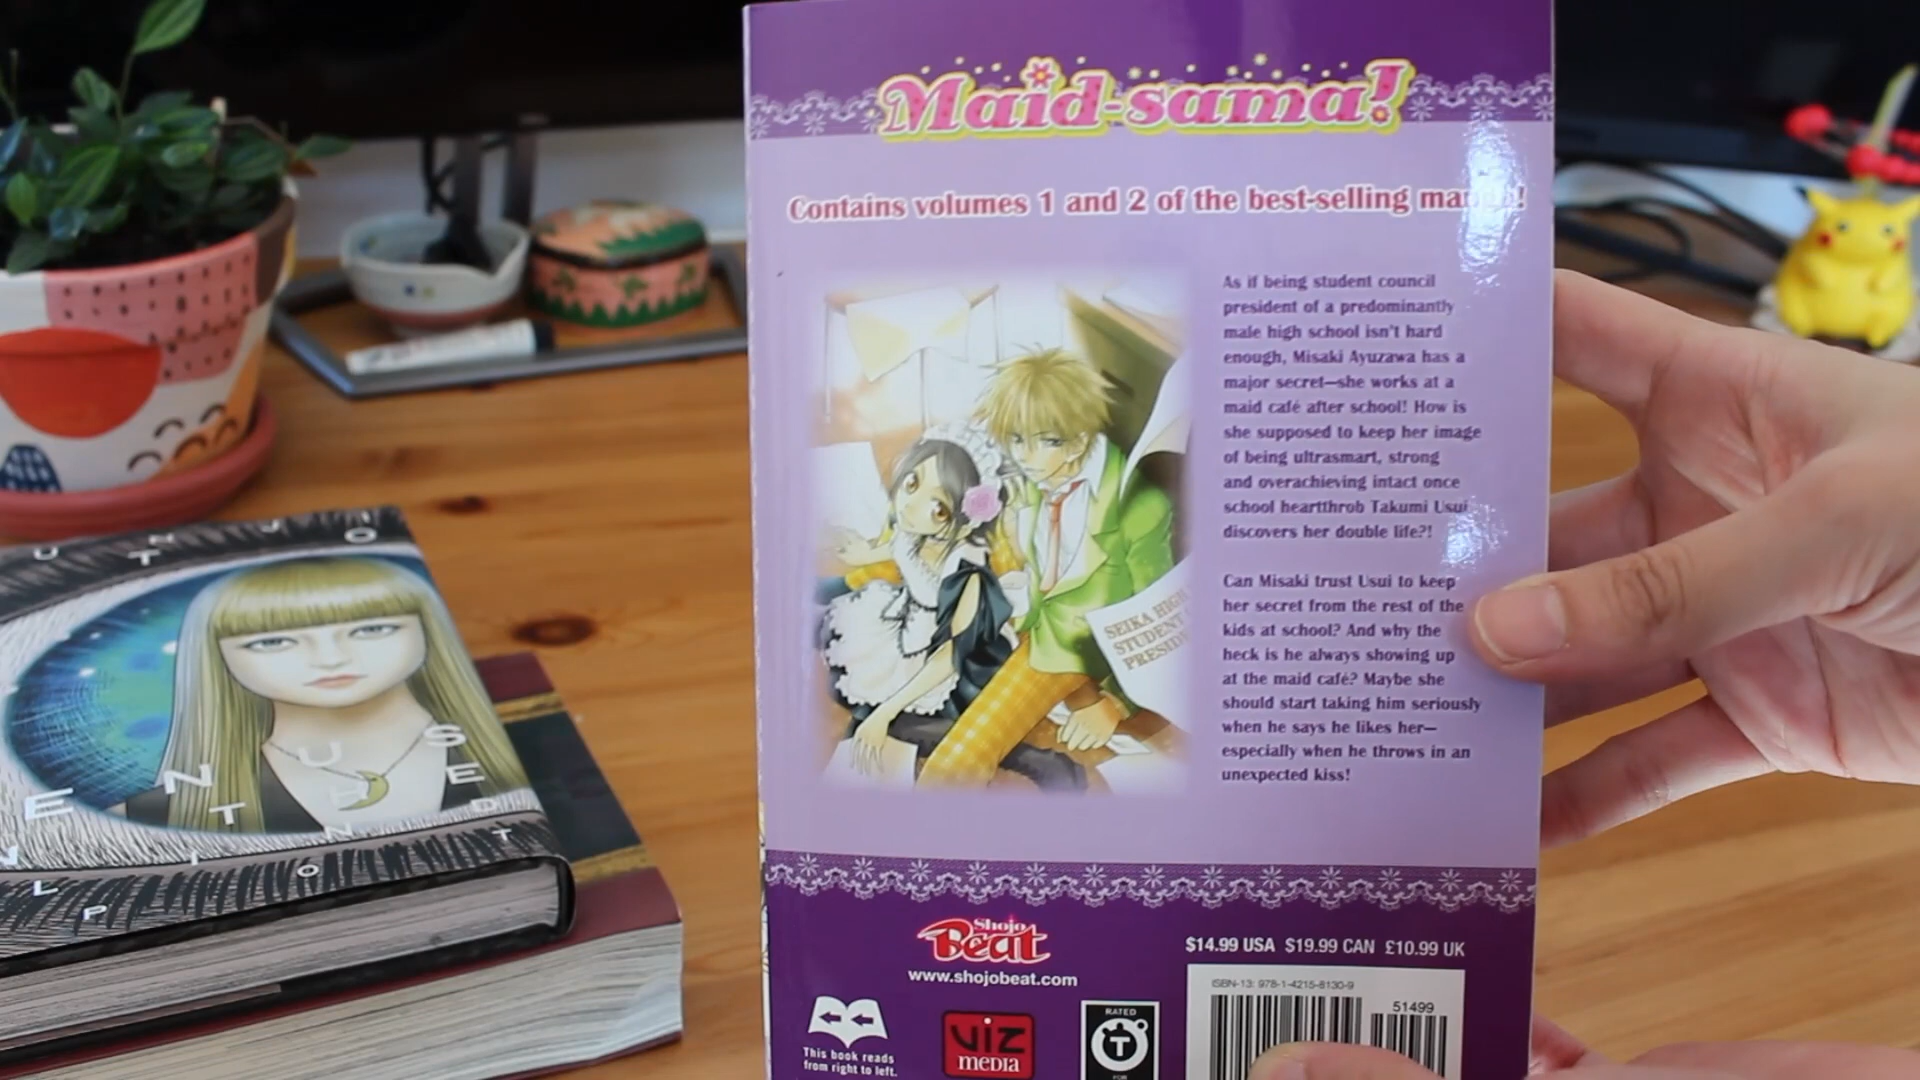 Maid-sama!
Contains volumes 1 and 2 of the best-selling
As if being student council
president of a predominantly
male high school isn't hard
enough, Misaki Ayuzawa has a
major secret—she works at a
maid café after school! How is
she supposed to keep her image
of being ultrasmart, strong
and overachieving intact once
school heartthrob Takumi Usui
discovers her double life?!
Can Misaki trust Usui to keep
her secret from the rest of the
kids at school? And why the
heck is he always showing up
at the maid café? Maybe she
should start taking him seriously
when he says he likes her—
especially when he throws in an
unexpected kiss!
SEIKA HIGH
STUDENT
Shojo
Beat
www.shojobeat.com
This book reads
from right to left.
VIZ
MEDIA
RATED
T
FOR
$14.99 USA $19.99 CAN £10.99 UK
ISBN-13: 978-1-4215-8130-9
51499